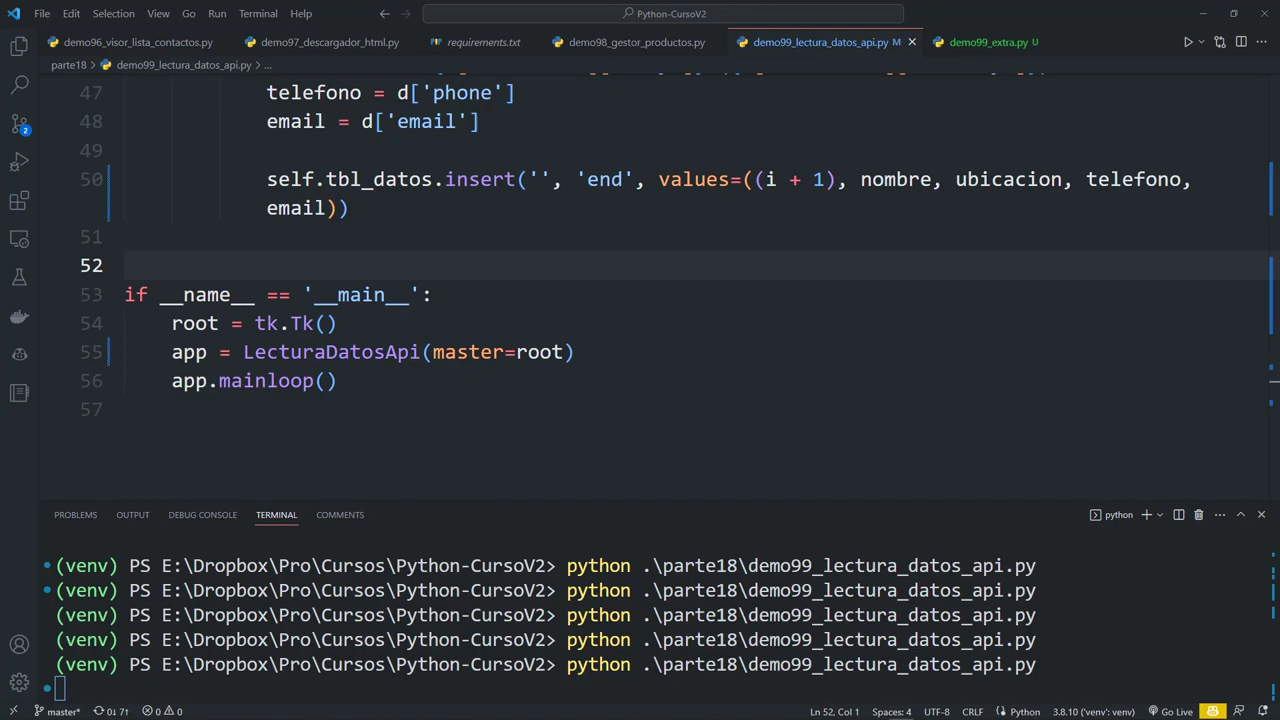 File Edit Selection View Go Run Terminal Help Python-CursoV2
demo96_visor_lista_contactos.py demo97_descargador_html.py requirements.txt demo98_gestor_productos.py demo99_lectura_datos_api.py M demo99_extra.py U
parte18 > demo99_lectura_datos_api.py > ...
47 telefono = d['phone']
48 email = d['email']
49
50 self.tbl_datos.insert('', 'end', values=((i + 1), nombre, ubicacion, telefono,
email))
51
52
53 if __name__ == '__main__':
54 root = tk.Tk()
55 app = LecturaDatosApi(master=root)
56 app.mainloop()
57
PROBLEMS OUTPUT DEBUG CONSOLE TERMINAL COMMENTS python
(venv) PS E:\Dropbox\Pro\Cursos\Python-CursoV2> python .\parte18\demo99_lectura_datos_api.py
(venv) PS E:\Dropbox\Pro\Cursos\Python-CursoV2> python .\parte18\demo99_lectura_datos_api.py
(venv) PS E:\Dropbox\Pro\Cursos\Python-CursoV2> python .\parte18\demo99_lectura_datos_api.py
(venv) PS E:\Dropbox\Pro\Cursos\Python-CursoV2> python .\parte18\demo99_lectura_datos_api.py
(venv) PS E:\Dropbox\Pro\Cursos\Python-CursoV2> python .\parte18\demo99_lectura_datos_api.py
master* 0↓ 7↑ 0 0 Ln 52, Col 1 Spaces: 4 UTF-8 CRLF Python 3.8.10 ('venv': venv) Go Live